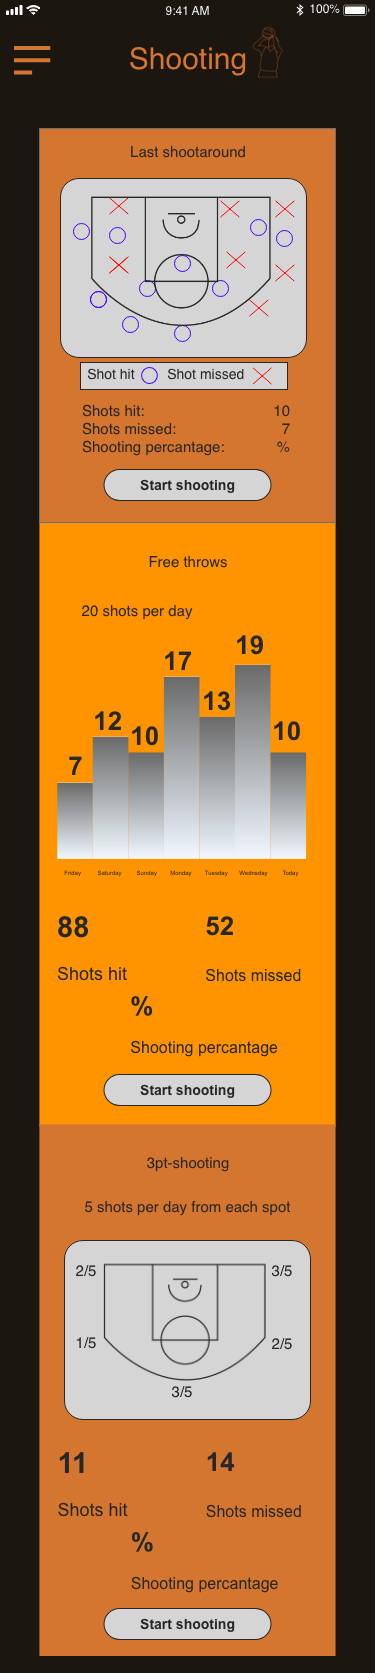 9:41 AM
100%
Shooting
Last shootaround
Shot hit Shot missed
Shots hit: 10
Shots missed: 7
Shooting percantage: %
Start shooting
Free throws
20 shots per day
7 12 10 17 13 19 10
Friday Saturday Sunday Monday Tuesday Wednesday Today
88 52
Shots hit Shots missed
%
Shooting percantage
Start shooting
3pt-shooting
5 shots per day from each spot
2/5 3/5
1/5 2/5
3/5
11 14
Shots hit Shots missed
%
Shooting percantage
Start shooting